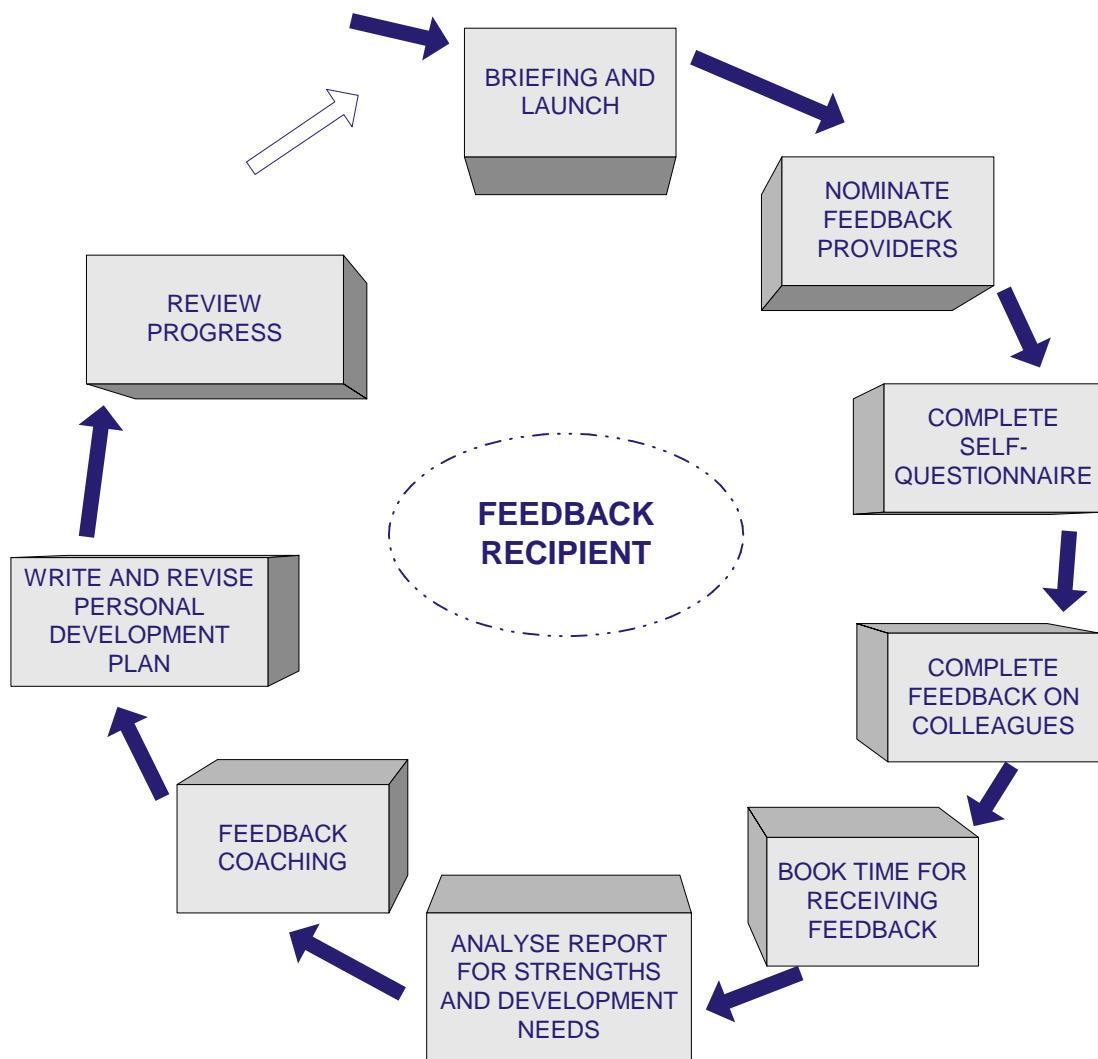 BRIEFING AND
LAUNCH
NOMINATE
FEEDBACK
PROVIDERS
COMPLETE
SELF-
QUESTIONNAIRE
COMPLETE
FEEDBACK ON
COLLEAGUES
BOOK TIME FOR
RECEIVING
FEEDBACK
ANALYSE REPORT
FOR STRENGTHS
AND DEVELOPMENT
NEEDS
FEEDBACK
COACHING
WRITE AND REVISE
PERSONAL
DEVELOPMENT
PLAN
REVIEW
PROGRESS
FEEDBACK
RECIPIENT